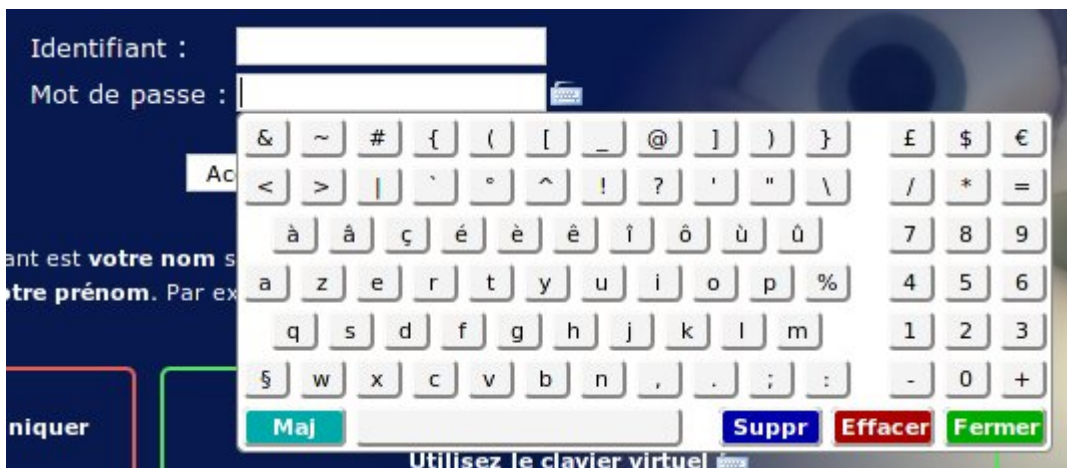 Identifiant :
Mot de passe :
& ~ # { ( [ _ @ ] ) } £ $ €
Ac
< > | ` ° ^ ! ? ' " \ / * =
à â ç é è ê î ô ù û 7 8 9
ant est votre nom s
a z e r t y u i o p % 4 5 6
otre prénom. Par ex
q s d f g h j k l m 1 2 3
§ w x c v b n , . ; : - 0 +
niquer
Maj Suppr Effacer Fermer
Utilisez le clavier virtuel